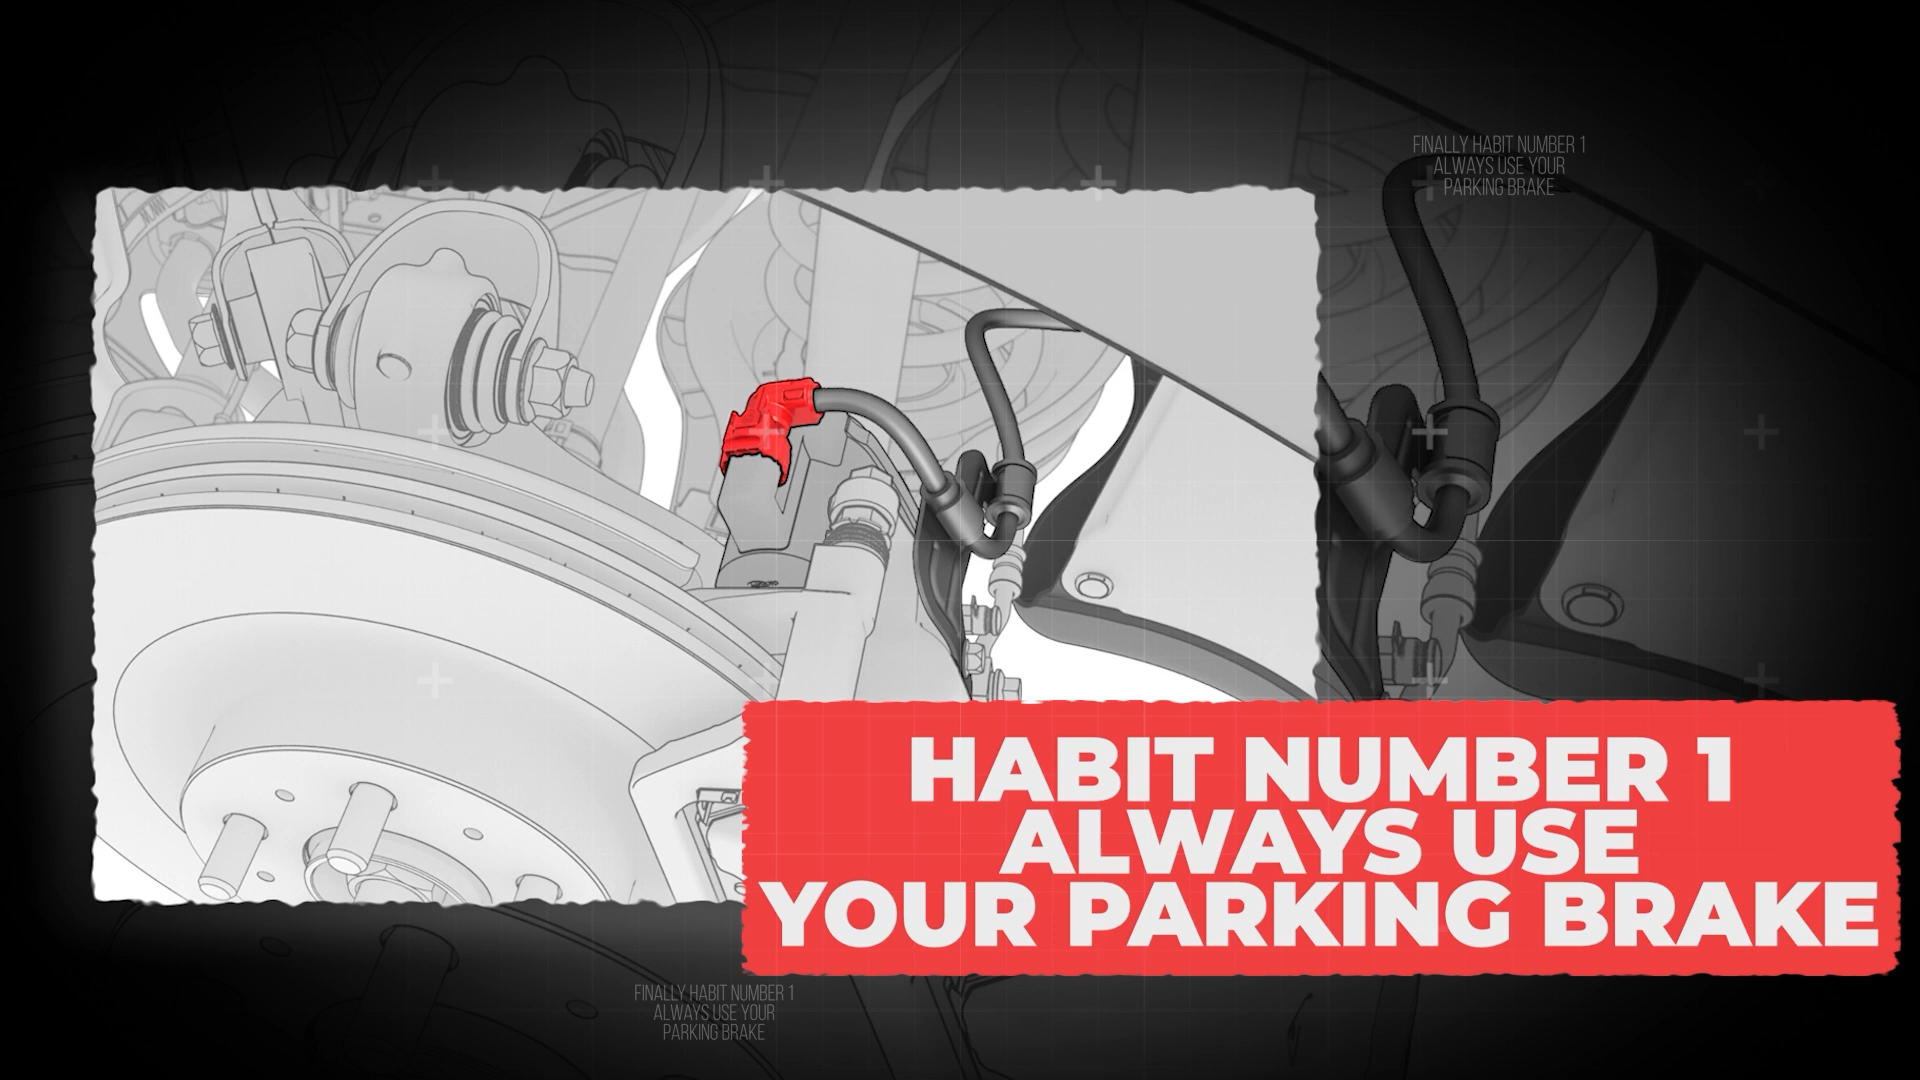 FINALLY HABIT NUMBER 1
ALWAYS USE YOUR
PARKING BRAKE
HABIT NUMBER 1
ALWAYS USE
YOUR PARKING BRAKE
FINALLY HABIT NUMBER 1
ALWAYS USE YOUR
PARKING BRAKE